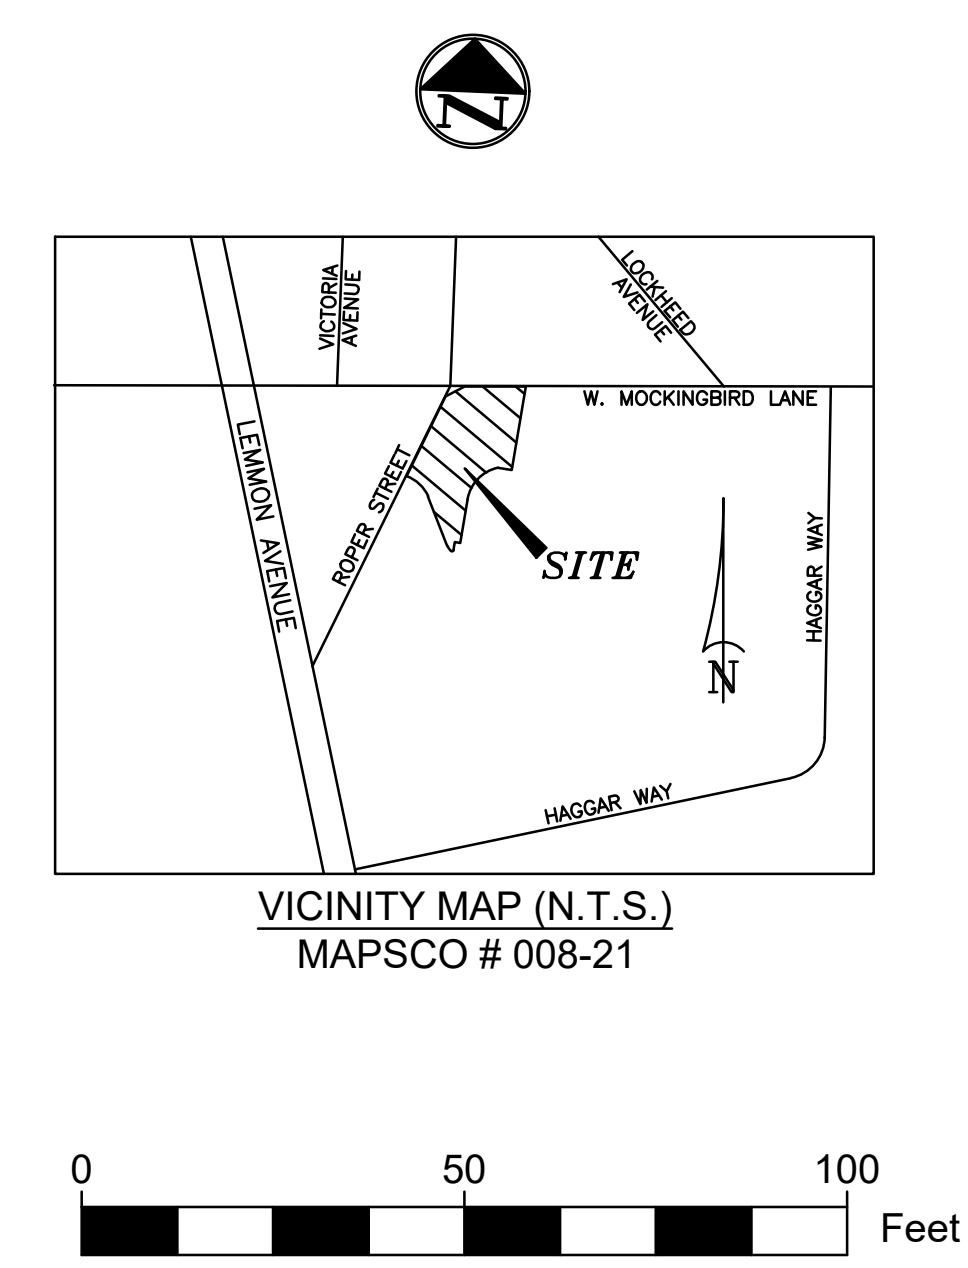 N
VICTORIA
AVENUE
LOCKHEED
AVENUE
W. MOCKINGBIRD LANE
LEMMON AVENUE
ROPER STREET
SITE
HAGGAR WAY
N
HAGGAR WAY
VICINITY MAP (N.T.S.)
MAPSCO # 008-21
0 50 100
Feet